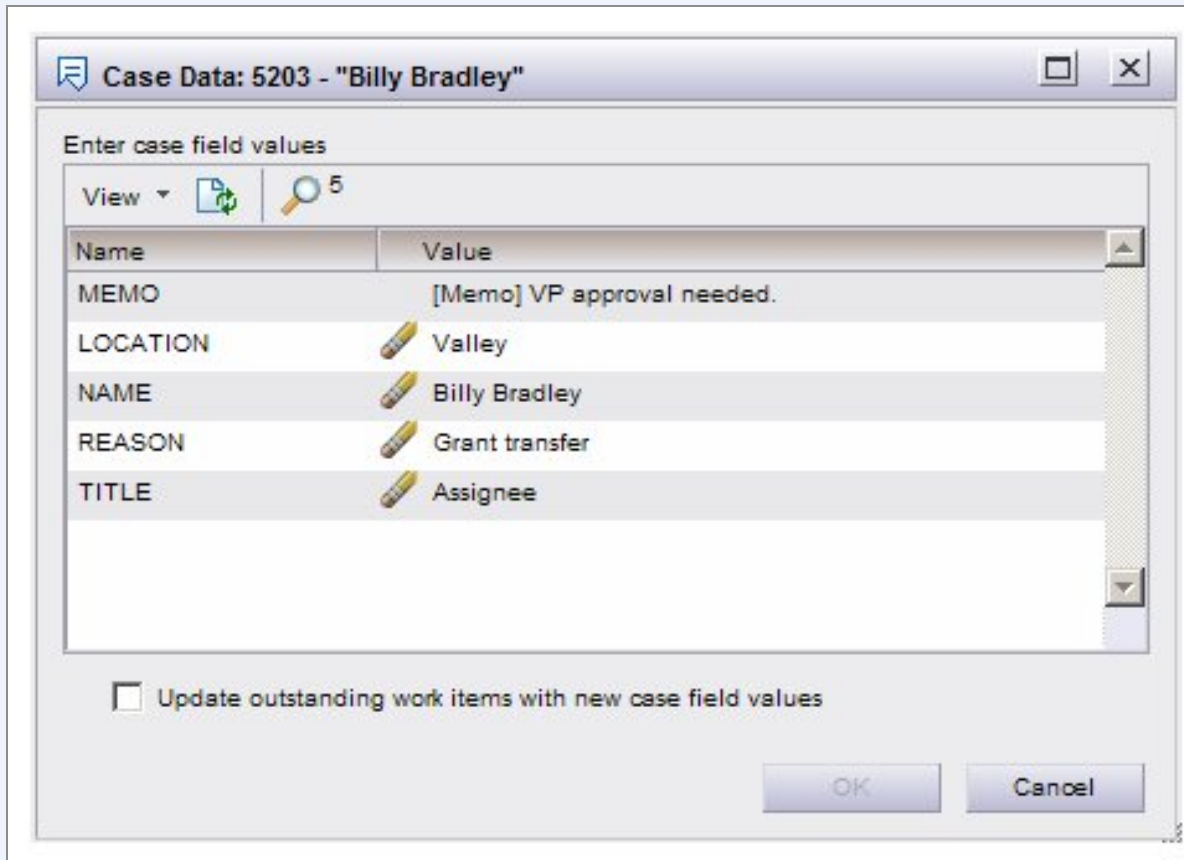 Case Data: 5203 - "Billy Bradley"
Enter case field values
View 5
Name Value
MEMO [Memo] VP approval needed.
LOCATION Valley
NAME Billy Bradley
REASON Grant transfer
TITLE Assignee
Update outstanding work items with new case field values
OK Cancel